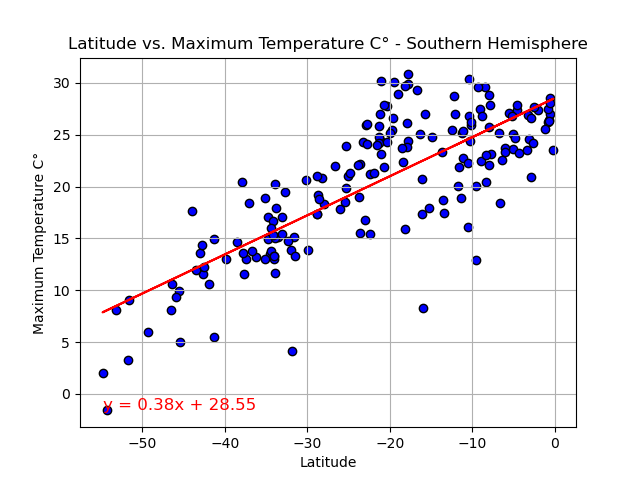 Latitude vs. Maximum Temperature C° - Southern Hemisphere
Maximum Temperature C°
30
25
20
15
10
5
0
y = 0.38x + 28.55
−50 −40 −30 −20 −10 0
Latitude